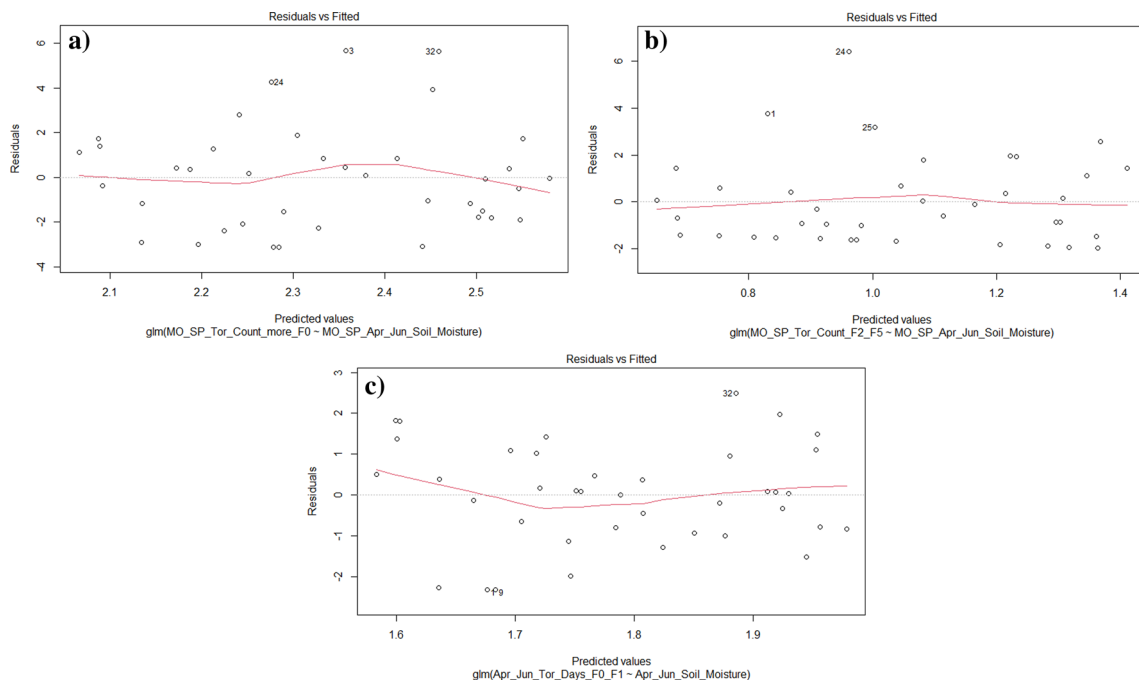 Residuals vs Fitted
a)
Residuals
6
4
2
0
-2
-4
3
32
24
2.1 2.2 2.3 2.4 2.5
Predicted values
glm(MO_SP_Tor_Count_more_F0 ~ MO_SP_Apr_Jun_Soil_Moisture)
Residuals vs Fitted
b)
Residuals
6
4
2
0
-2
24
1
25
0.8 1.0 1.2 1.4
Predicted values
glm(MO_SP_Tor_Count_F2_F5 ~ MO_SP_Apr_Jun_Soil_Moisture)
Residuals vs Fitted
c)
Residuals
3
2
1
0
-1
-2
32
9
1.6 1.7 1.8 1.9
Predicted values
glm(Apr_Jun_Tor_Days_F0_F1 ~ Apr_Jun_Soil_Moisture)